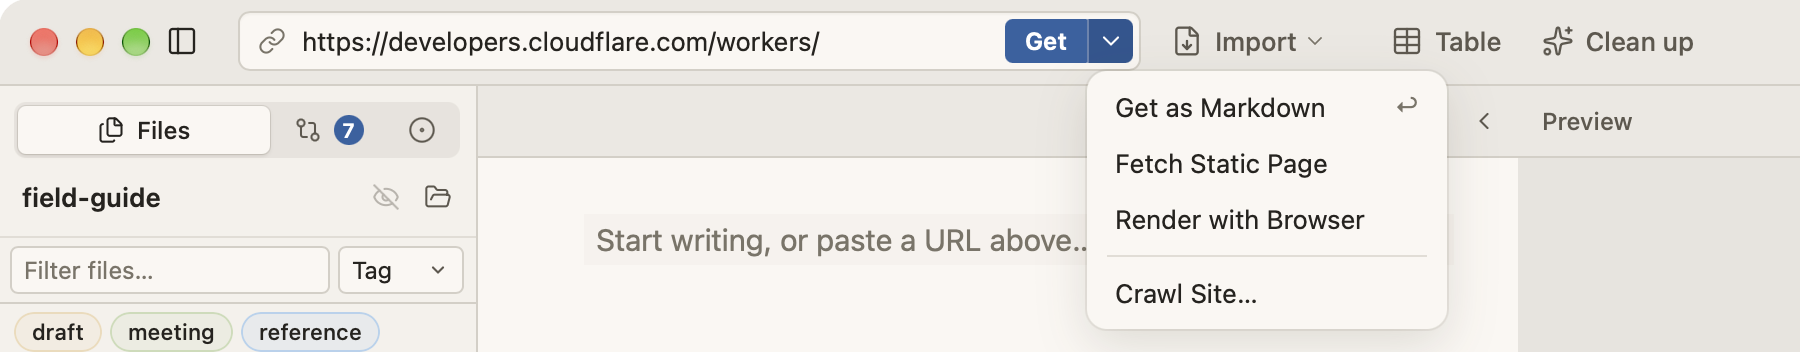 https://developers.cloudflare.com/workers/
Get
Import
Table
Clean up
Files
7
Get as Markdown
Fetch Static Page
Render with Browser
Crawl Site...
Preview
field-guide
Start writing, or paste a URL above..
Filter files...
Tag
draft
meeting
reference